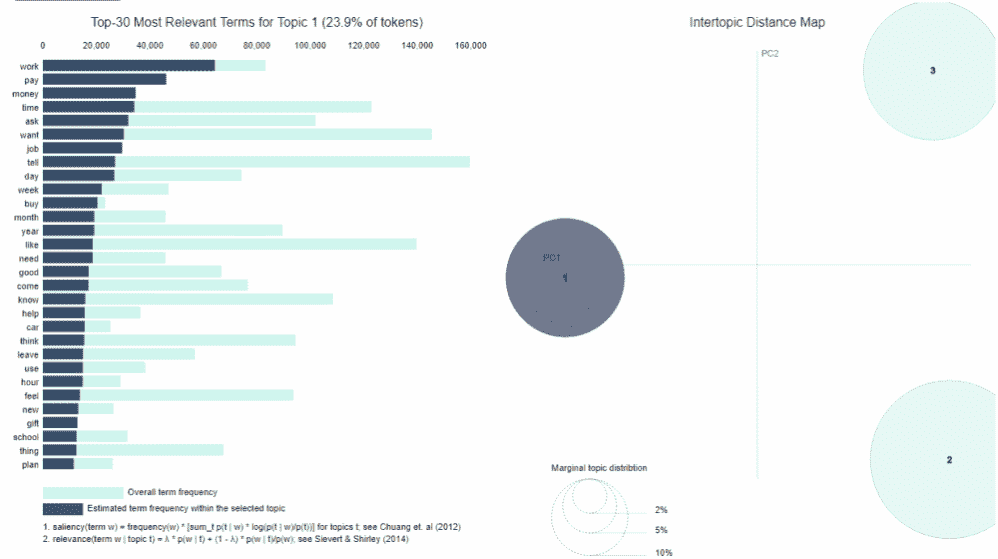 Top-30 Most Relevant Terms for Topic 1 (23.9% of tokens)
0 20,000 40,000 60,000 80,000 100,000 120,000 140,000 160,000
work
pay
money
time
ask
want
job
tell
day
week
buy
month
year
like
need
good
come
know
help
car
think
leave
use
hour
feel
new
gift
school
thing
plan
Overall term frequency
Estimated term frequency within the selected topic
1. saliency(term w) = frequency(w) * [sum_t p(t | w) * log(p(t | w)/p(t))] for topics t; see Chuang et. al (2012)
2. relevance(term w | topic t) = λ * p(w | t) + (1 - λ) * p(w | t)/p(w); see Sievert & Shirley (2014)
Intertopic Distance Map
PC2
3
PC1
1
2
Marginal topic distribtion
2%
5%
10%